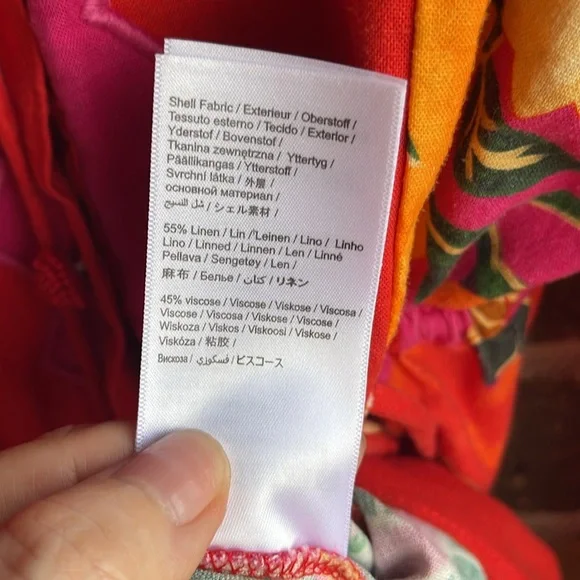 Shell Fabric / Exterieur / Oberstoff /
Tessuto esterno / Tecido / Exterior /
Yderstof / Bovenstof /
Tkanina zewnętrzna / Yttertyg /
Päällikangas / Ytterstoff /
Svrchní látka / 外層 /
основной материал /
شل النسيج / シェル素材 /
55% Linen / Lin / Leinen / Lino / Linho
Lino / Linned / Linnen / Len / Linné
Pellava / Sengetøy / Len /
麻布 / Белье / كتان / リネン
45% viscose / Viscose / Viskose / Viscosa /
Viscose / Viscosa / Viskose / Viscose /
Wiskoza / Viskos / Viskoosi / Viskose /
Viskóza / 粘胶 /
Вискоза / فسكوزي / ビスコース